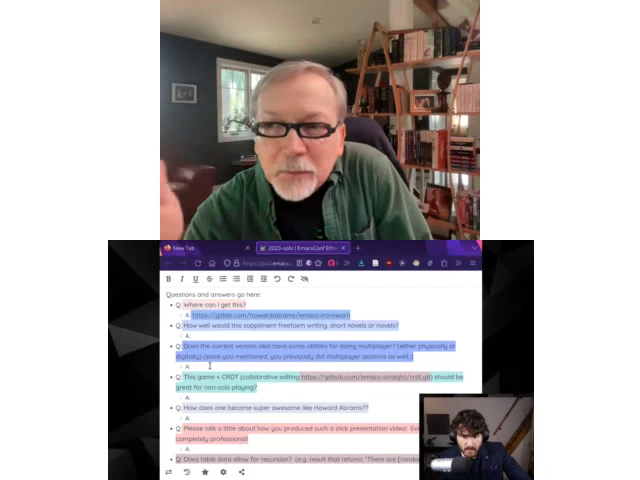 New Tab
2023-solo | EmacsConf Ethe
Questions and answers go here:
Q: Where can I get this?
A: https://gitlab.com/howardabrams/emacs-ironsworn
Q: How well would this suppliment freeform writing. short novels or novells?
A:
Q: Does the current version also have some utilities for doing multiplayer? (either physically or
digitally) (since you mentioned; you previously did multiplayer sessions as well..)
A:
Q: This game + CRDT (collaborative editing https://github.com/emacs-straight/crdt.git) should be
great for non-solo playing?
A:
Q: How does one become super awesome like Howard Abrams??
A:
Q: Please talk a little about how you produced such a slick presentation video! Eve
completely professional!
A:
Q: Does table data allow for recursion? (e.g. result that returns "There are [rando